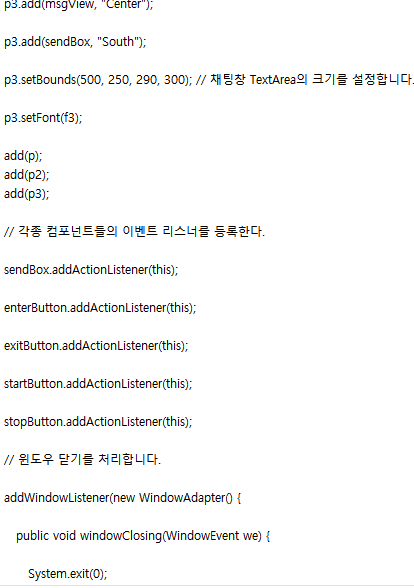 p3.add(msgView, "Center");
p3.add(sendBox, "South");
p3.setBounds(500, 250, 290, 300); // 채팅창 TextArea의 크기를 설정합니다.
p3.setFont(f3);
add(p);
add(p2);
add(p3);
// 각종 컴포넌트들의 이벤트 리스너를 등록한다.
sendBox.addActionListener(this);
enterButton.addActionListener(this);
exitButton.addActionListener(this);
startButton.addActionListener(this);
stopButton.addActionListener(this);
// 윈도우 닫기를 처리합니다.
addWindowListener(new WindowAdapter() {
public void windowClosing(WindowEvent we) {
System.exit(0);